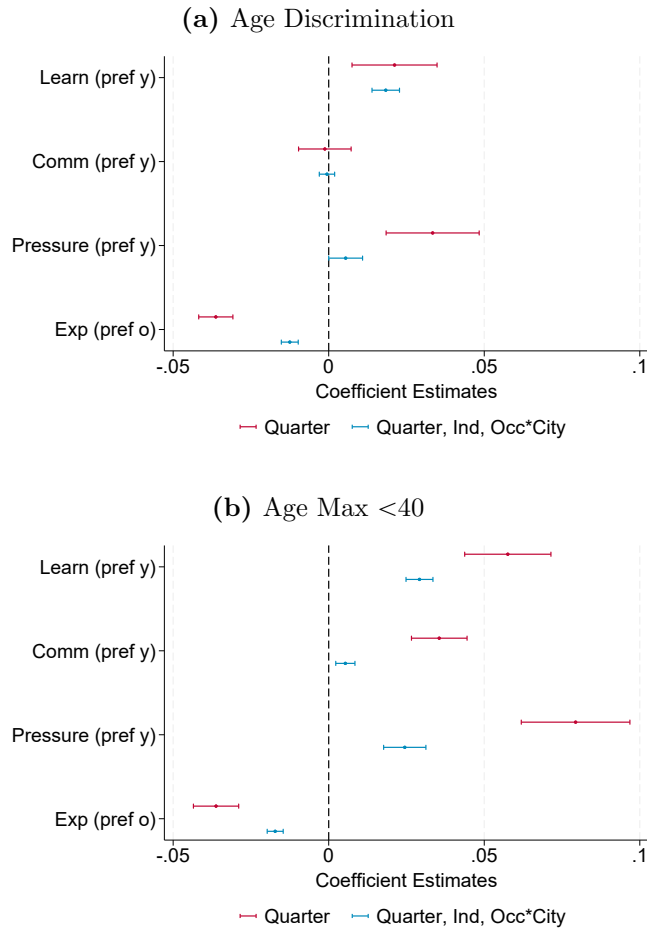 (a) Age Discrimination
Learn (pref y)
Comm (pref y)
Pressure (pref y)
Exp (pref o)
-.05 0 .05 .1
Coefficient Estimates
Quarter Quarter, Ind, Occ*City
(b) Age Max <40
Learn (pref y)
Comm (pref y)
Pressure (pref y)
Exp (pref o)
-.05 0 .05 .1
Coefficient Estimates
Quarter Quarter, Ind, Occ*City